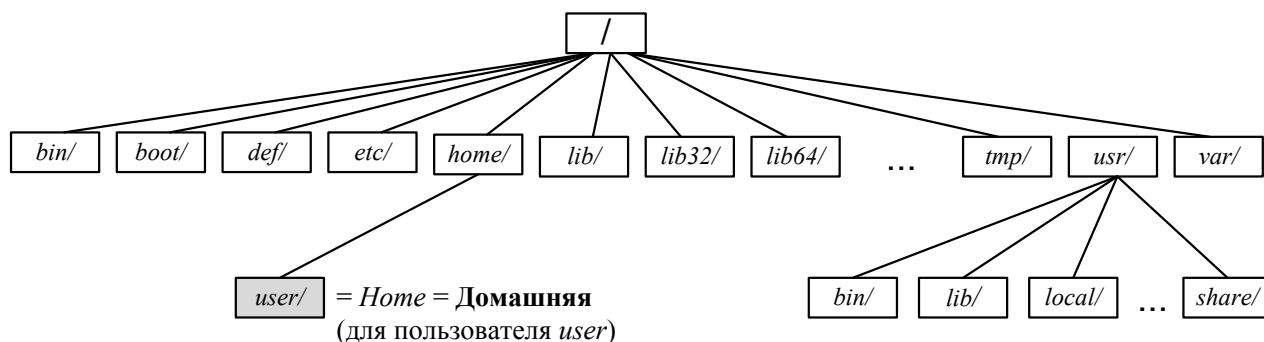 /
bin/ boot/ def/ etc/ home/ lib/ lib32/ lib64/ ... tmp/ usr/ var/
user/ = Home = Домашняя
(для пользователя user)
bin/ lib/ local/ ... share/